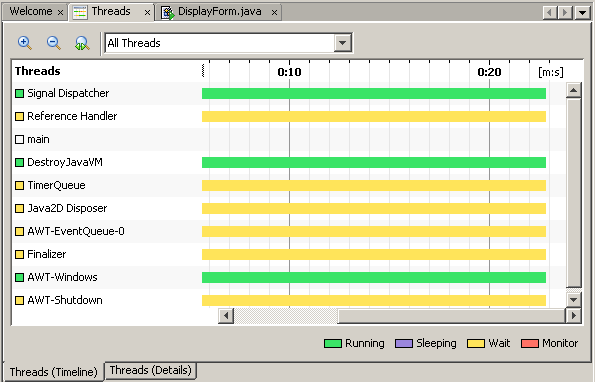 Welcome Threads DisplayForm.java
All Threads
Threads 0:10 0:20 [m:s]
Signal Dispatcher
Reference Handler
main
DestroyJavaVM
TimerQueue
Java2D Disposer
AWT-EventQueue-0
Finalizer
AWT-Windows
AWT-Shutdown
Running Sleeping Wait Monitor
Threads (Timeline) Threads (Details)